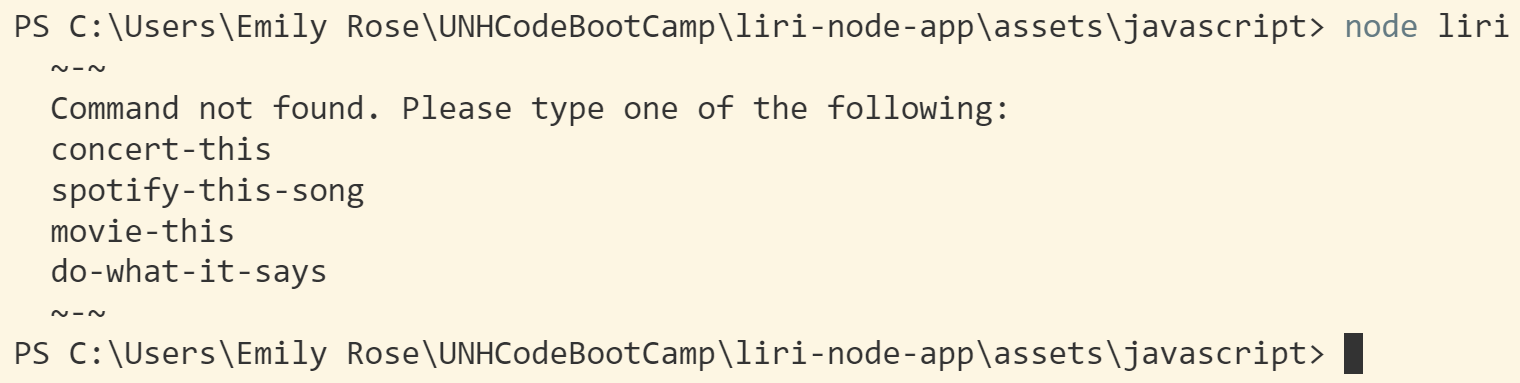 PS C:\Users\Emily Rose\UNHCodeBootCamp\liri-node-app\assets\javascript> node liri
~-~
Command not found. Please type one of the following:
concert-this
spotify-this-song
movie-this
do-what-it-says
~-~
PS C:\Users\Emily Rose\UNHCodeBootCamp\liri-node-app\assets\javascript>